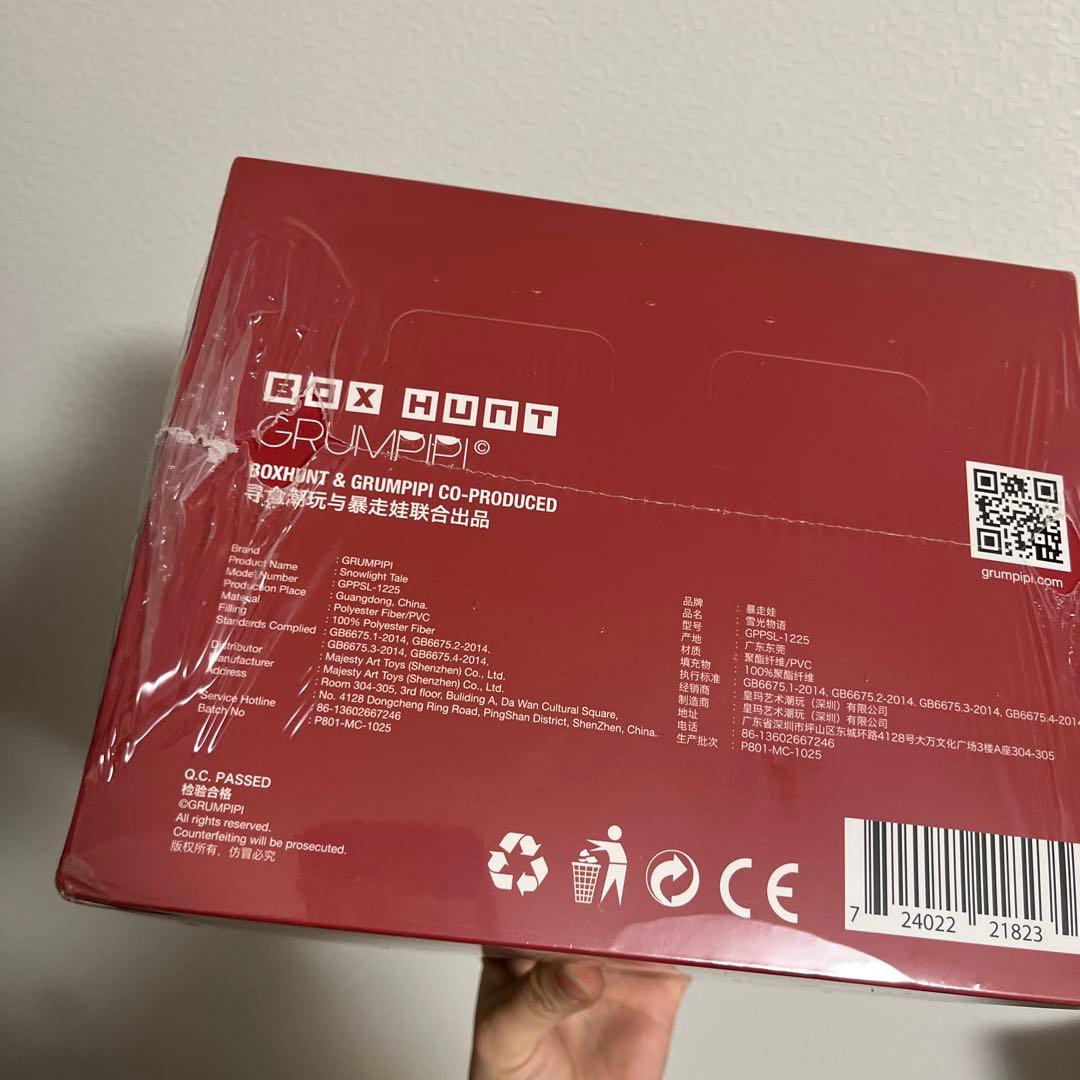 BOX HUNT
GRUMPIPI©
BOXHUNT & GRUMPIPI CO-PRODUCED
寻盒潮玩与暴走娃联合出品
grumpipi.com
Brand : GRUMPIPI
Product Name : Snowlight Tale
Model Number : GPPSL-1225
Production Place : Guangdong, China.
Material : Polyester Fiber/PVC
Filling : 100% Polyester Fiber
Standards Complied : GB6675.1-2014, GB6675.2-2014.
: GB6675.3-2014, GB6675.4-2014,
Distributor : Majesty Art Toys (Shenzhen) Co., Ltd.
Manufacturer : Majesty Art Toys (Shenzhen) Co., Ltd.
Address : Room 304-305, 3rd floor, Buliding A, Da Wan Cultural Square,
: No. 4128 Dongcheng Ring Road, PingShan District, ShenZhen, China.
Service Hotline : 86-13602667246
Batch No : P801-MC-1025
品牌 : 暴走娃
品名 : 雪光物语
型号 : GPPSL-1225
产地 : 广东东莞
材质 : 聚酯纤维/PVC
填充物 : 100%聚酯纤维
执行标准 : GB6675.1-2014, GB6675.2-2014. GB6675.3-2014, GB6675.4-2014
经销商 : 皇玛艺术潮玩（深圳）有限公司
制造商 : 皇玛艺术潮玩（深圳）有限公司
地址 : 广东省深圳市坪山区东城环路4128号大万文化广场3楼A座304-305
电话 : 86-13602667246
生产批次 : P801-MC-1025
Q.C. PASSED
检验合格
©GRUMPIPI
All rights reserved.
Counterfeiting will be prosecuted.
版权所有，仿冒必究
CE
7 24022 21823